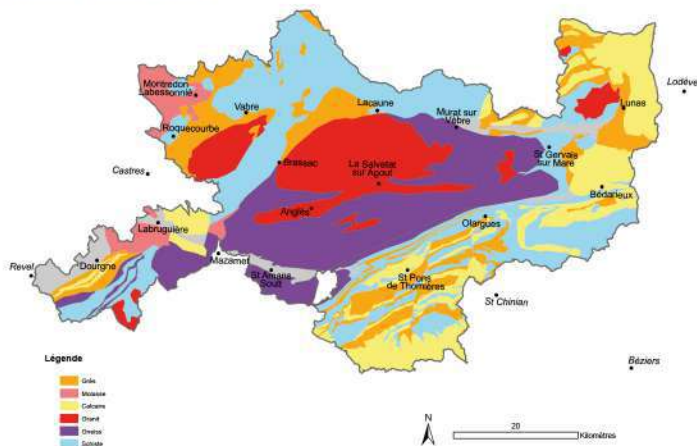 Montredon
Labessonnié
Vabre
Lacaune
Murat sur
Vèbre
Lunas
Lodève
Roquecourbe
Castres
Brassac
La Salvetat
sur Agout
St Gervais
sur Mare
Bédarieux
Anglès
Olargues
Labruguière
Revel
Dourgne
Mazamet
St Amans
Soult
St Pons
de Thomières
St Chinian
Béziers
Légende
Grès
Molasse
Calcaire
Granit
Gneiss
Schiste
N
20
Kilomètres